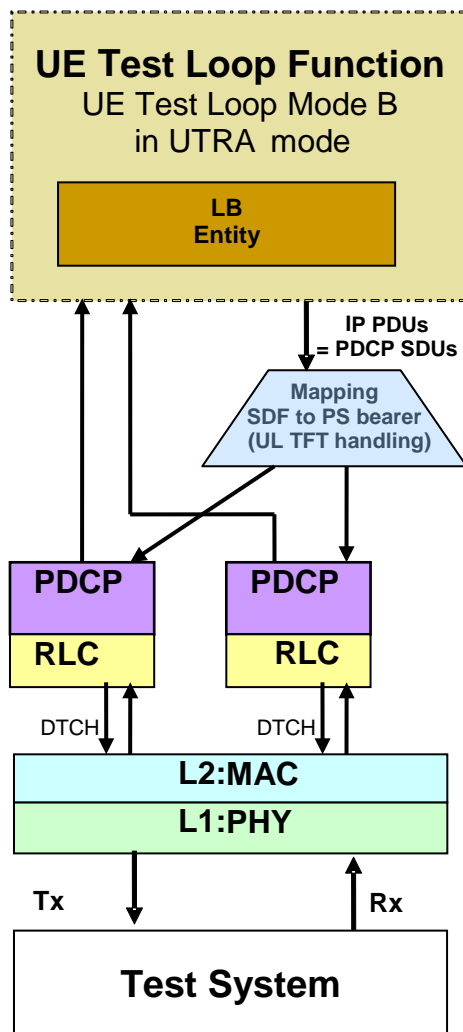 UE Test Loop Function
UE Test Loop Mode B
in UTRA mode
LB
Entity
IP PDUs
= PDCP SDUs
Mapping
SDF to PS bearer
(UL TFT handling)
PDCP
PDCP
RLC
RLC
DTCH
DTCH
L2:MAC
L1:PHY
Tx
Rx
Test System